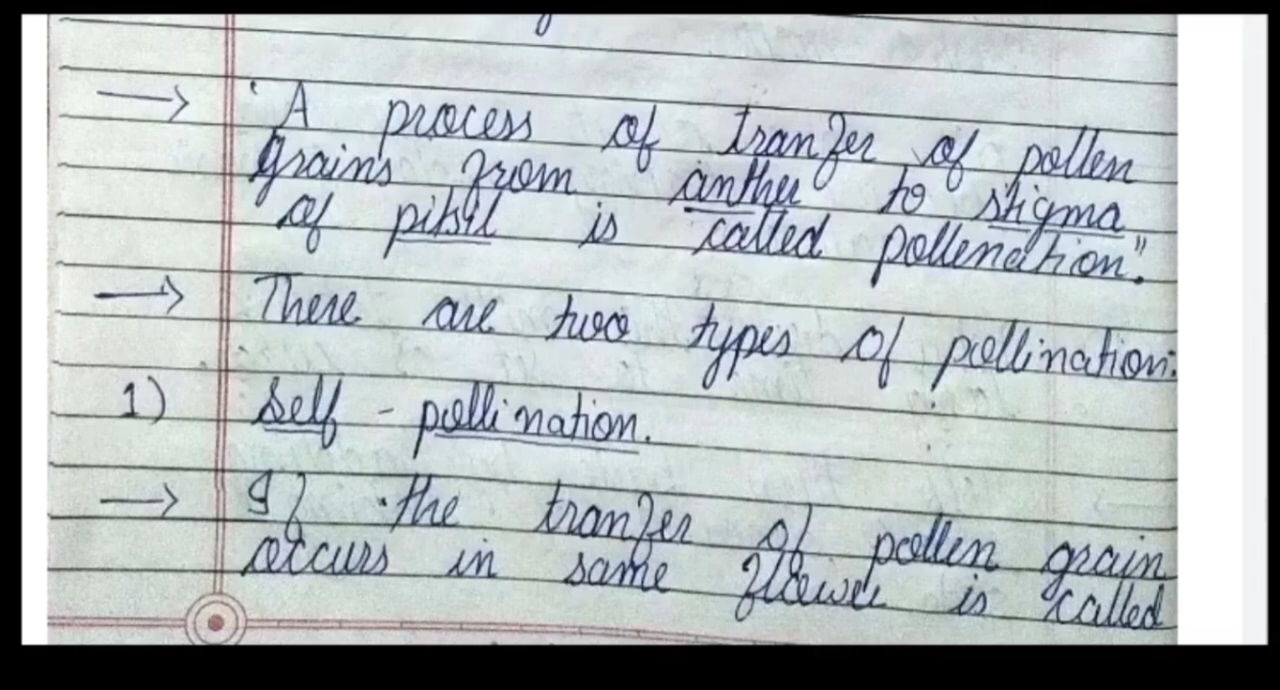 → "A process of tranfer of pollen
grains from anther to stigma
of pitsil is called pollenation".
→ There are two types of pollination:
1) Self - pollination.
→ If the tranfer of pollen grain
occurs in same flower is called